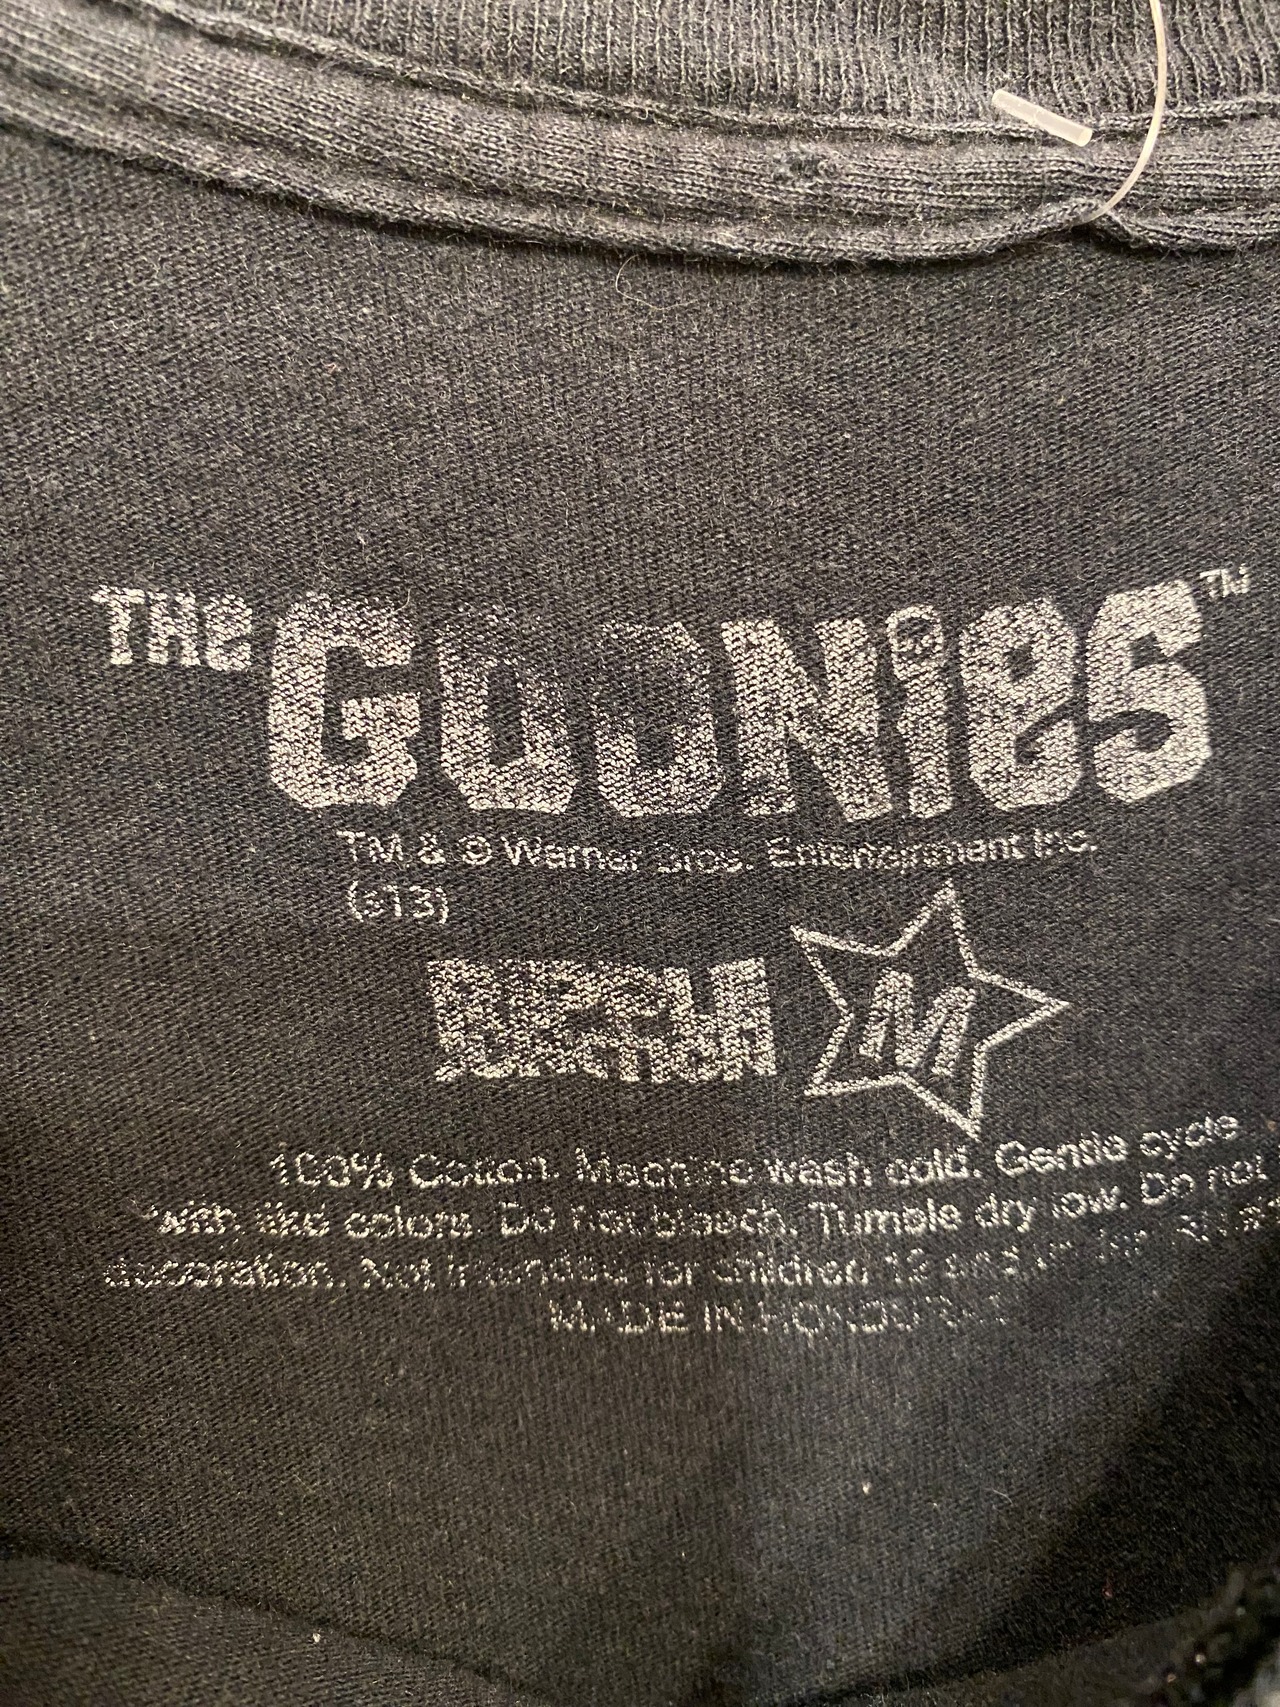 THE GOONIES™
TM & © Warner Bros. Entertainment Inc.
(s13)
RIPPLE JUNCTION M
100% Cotton. Machine wash cold. Gentle cycle
with like colors. Do not bleach. Tumble dry low. Do not
decoration. Not intended for children 12 and under.
MADE IN HONDURAS